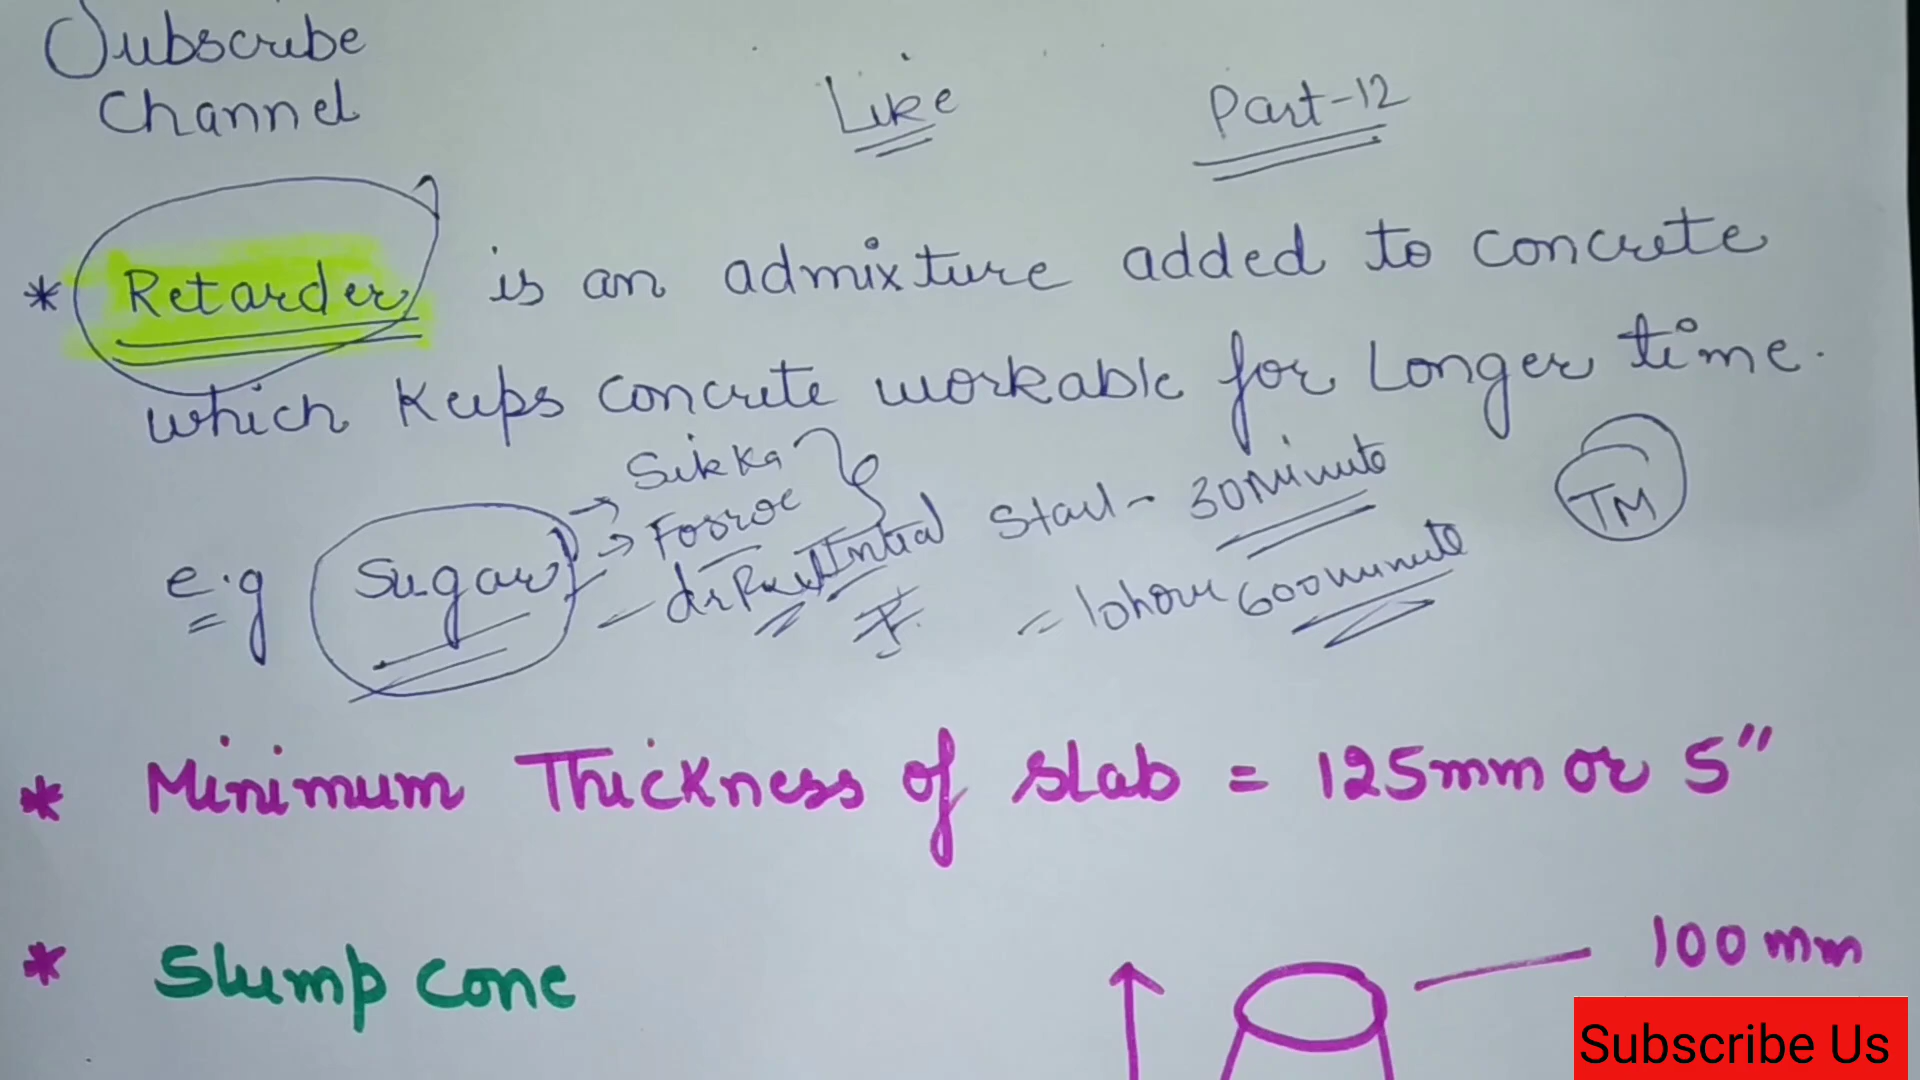 Subscribe
Channel
Like
Part-12
* Retarder is an admixture added to concrete
which Keeps concrete workable for Longer time.
e.g Sugar
Sikka
Fosroc
Intial Start - 30 Minute
= 10 hour 600 minute
TM
* Minimum Thickness of slab = 125mm or 5"
* Slump cone
100 mm
Subscribe Us